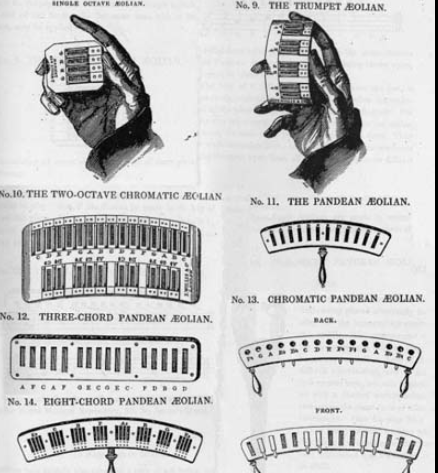 SINGLE OCTAVE ÆOLIAN.
No. 9. THE TRUMPET ÆOLIAN.
No.10. THE TWO-OCTAVE CHROMATIC ÆOLIAN
No. 11. THE PANDEAN ÆOLIAN.
No. 12. THREE-CHORD PANDEAN ÆOLIAN.
A F C A F G E C G E C F D B G D
No. 13. CHROMATIC PANDEAN ÆOLIAN.
BACK.
No. 14. EIGHT-CHORD PANDEAN ÆOLIAN.
FRONT.